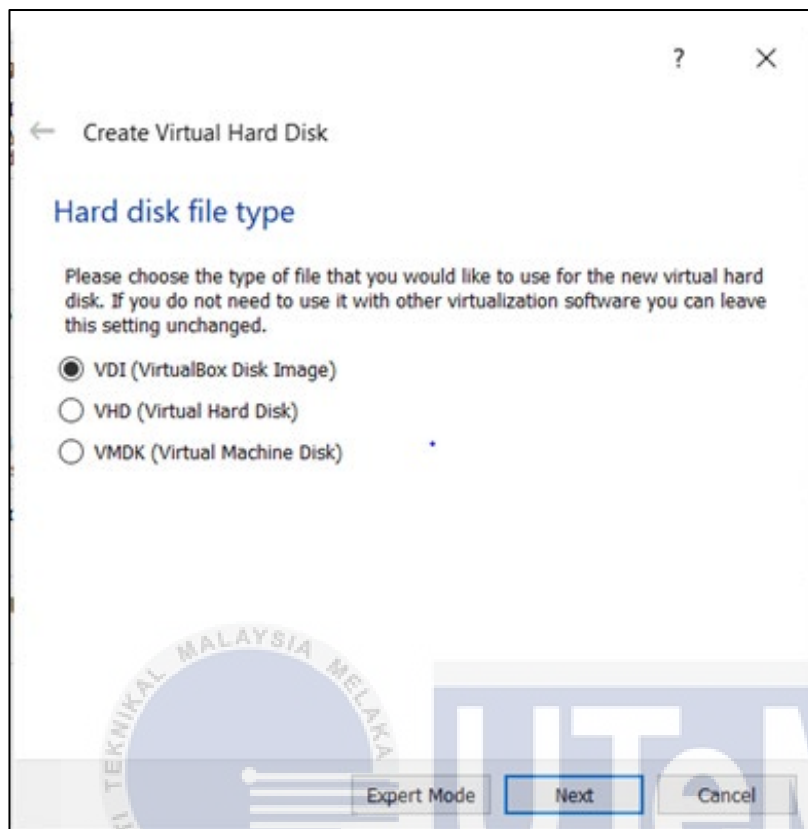 ?
Create Virtual Hard Disk
Hard disk file type
Please choose the type of file that you would like to use for the new virtual hard
disk. If you do not need to use it with other virtualization software you can leave
this setting unchanged.
VDI (VirtualBox Disk Image)
VHD (Virtual Hard Disk)
VMDK (Virtual Machine Disk)
TEKNIKAL MALAYSIA MELAKA
UTeM
Expert Mode Next Cancel